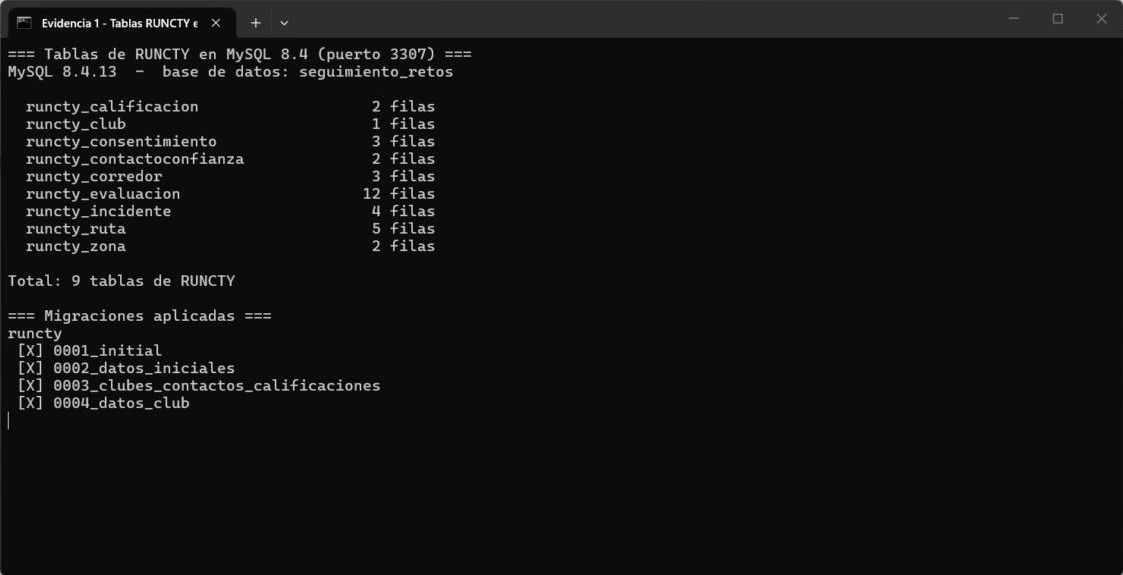 Evidencia 1 - Tablas RUNCTY e
=== Tablas de RUNCTY en MySQL 8.4 (puerto 3307) ===
MySQL 8.4.13  -  base de datos: seguimiento_retos
runcty_calificacion 2 filas
runcty_club 1 filas
runcty_consentimiento 3 filas
runcty_contactoconfianza 2 filas
runcty_corredor 3 filas
runcty_evaluacion 12 filas
runcty_incidente 4 filas
runcty_ruta 5 filas
runcty_zona 2 filas
Total: 9 tablas de RUNCTY
=== Migraciones aplicadas ===
runcty
[X] 0001_initial
[X] 0002_datos_iniciales
[X] 0003_clubes_contactos_calificaciones
[X] 0004_datos_club